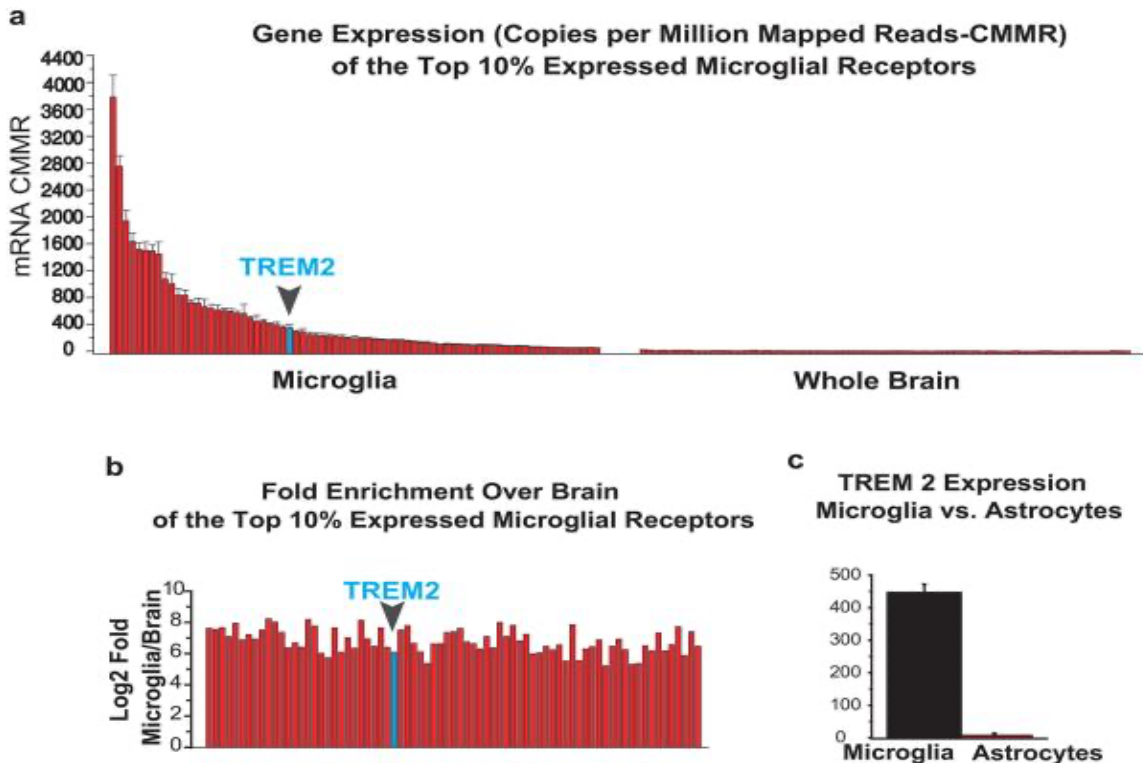 a
Gene Expression (Copies per Million Mapped Reads-CMMR)
of the Top 10% Expressed Microglial Receptors
mRNA CMMR
4400
4000
3600
3200
2800
2400
2000
1600
1200
800
400
0
TREM2
Microglia
Whole Brain
b
Fold Enrichment Over Brain
of the Top 10% Expressed Microglial Receptors
Log2 Fold
Microglia/Brain
10
8
6
4
2
0
TREM2
c
TREM 2 Expression
Microglia vs. Astrocytes
500
400
300
200
100
0
Microglia
Astrocytes